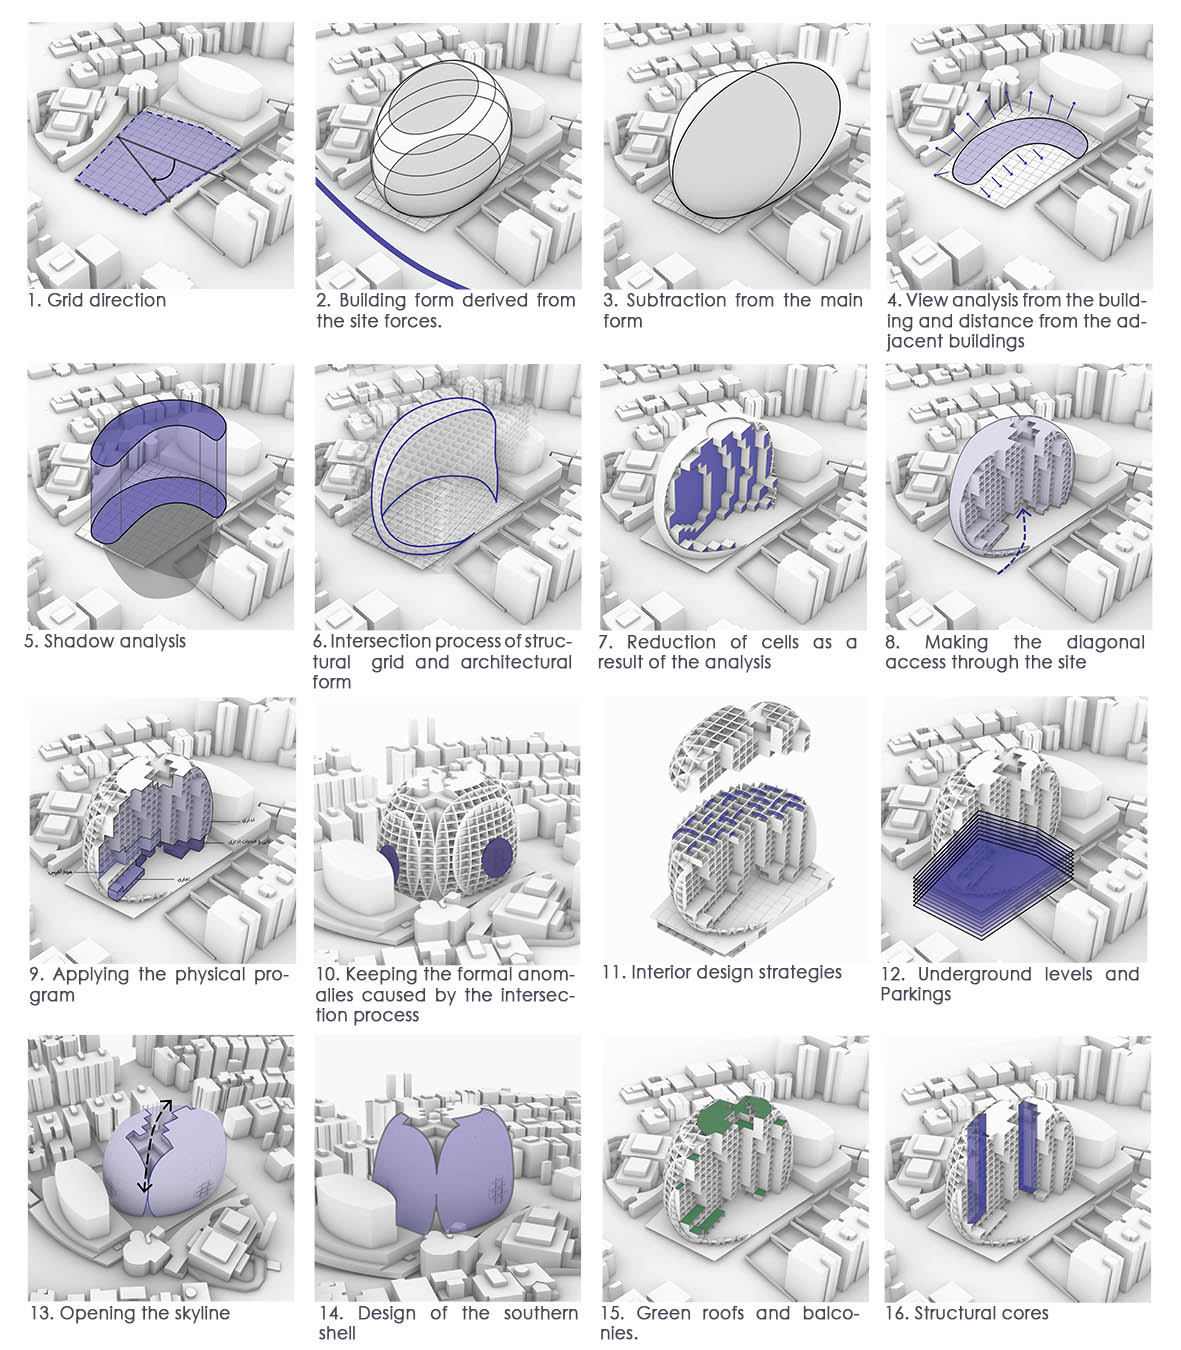 1. Grid direction
2. Building form derived from
the site forces.
3. Subtraction from the main
form
4. View analysis from the build-
ing and distance from the ad-
jacent buildings
5. Shadow analysis
6. Intersection process of struc-
tural grid and architectural
form
7. Reduction of cells as a
result of the analysis
8. Making the diagonal
access through the site
اداری
تجاری
9. Applying the physical pro-
gram
10. Keeping the formal anom-
alies caused by the intersec-
tion process
11. Interior design strategies
12. Underground levels and
Parkings
13. Opening the skyline
14. Design of the southern
shell
15. Green roofs and balco-
nies.
16. Structural cores